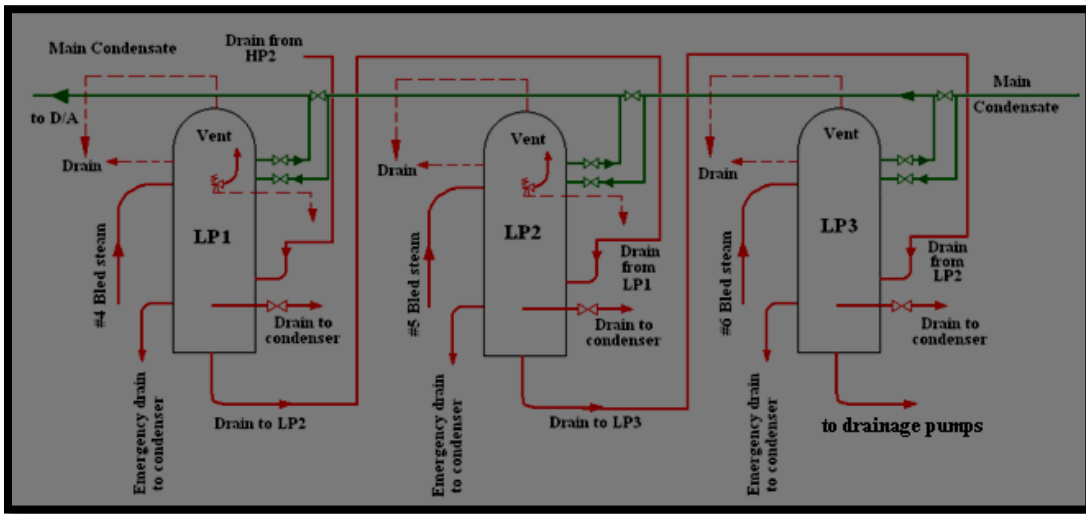 Main Condensate
Drain from
HP2
Main
Condensate
to D/A
Vent
Drain
LP1
#4 Bled steam
Drain to
condenser
Emergency drain
to condenser
Drain to LP2
Vent
Drain
LP2
#5 Bled steam
Drain
from
LP1
Drain to
condenser
Emergency drain
to condenser
Drain to LP3
Vent
Drain
LP3
#6 Bled steam
Drain
from
LP2
Drain to
condenser
Emergency drain
to condenser
to drainage pumps